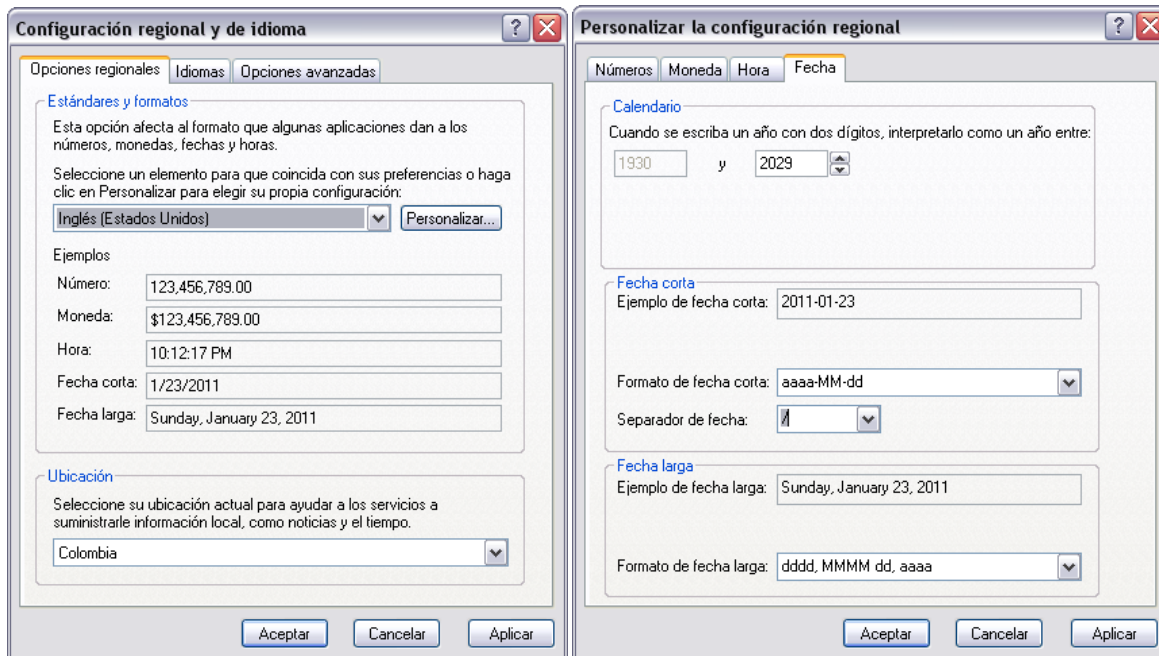 Configuración regional y de idioma
Opciones regionales
Idiomas
Opciones avanzadas
Estándares y formatos
Esta opción afecta al formato que algunas aplicaciones dan a los
números, monedas, fechas y horas.
Seleccione un elemento para que coincida con sus preferencias o haga
clic en Personalizar para elegir su propia configuración:
Inglés (Estados Unidos)
Personalizar...
Ejemplos
Número: 123,456,789.00
Moneda: $123,456,789.00
Hora: 10:12:17 PM
Fecha corta: 1/23/2011
Fecha larga: Sunday, January 23, 2011
Ubicación
Seleccione su ubicación actual para ayudar a los servicios a
suministrarle información local, como noticias y el tiempo.
Colombia
Aceptar
Cancelar
Aplicar
Personalizar la configuración regional
Números
Moneda
Hora
Fecha
Calendario
Cuando se escriba un año con dos dígitos, interpretarlo como un año entre:
1930 y 2029
Fecha corta
Ejemplo de fecha corta: 2011-01-23
Formato de fecha corta: aaaa-MM-dd
Separador de fecha: /
Fecha larga
Ejemplo de fecha larga: Sunday, January 23, 2011
Formato de fecha larga: dddd, MMMM dd, aaaa
Aceptar
Cancelar
Aplicar